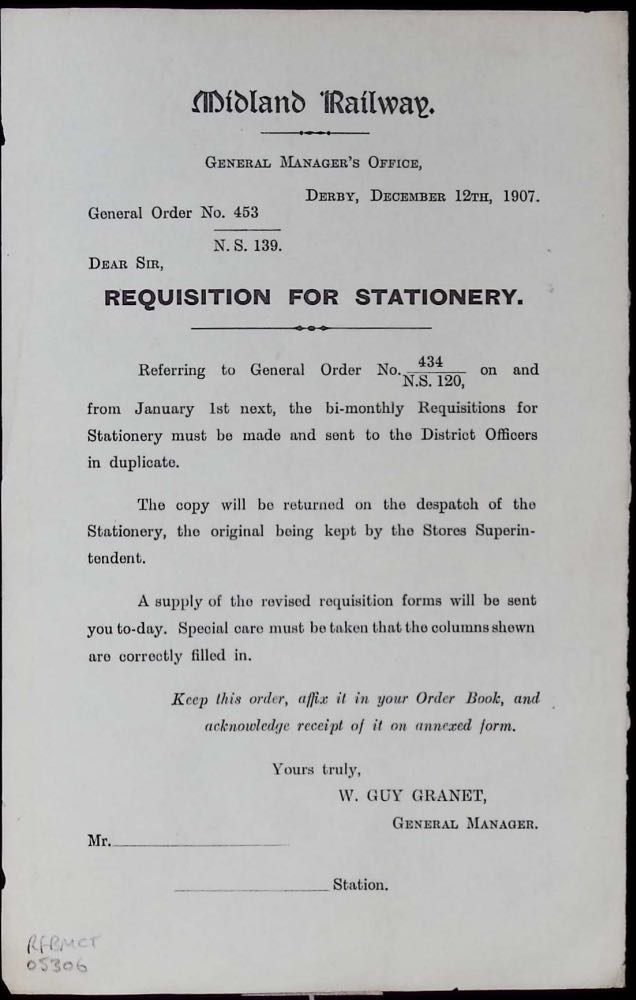 Midland Railway.
General Manager's Office,
Derby, December 12th, 1907.
General Order No. 453
N. S. 139.
Dear Sir,
REQUISITION FOR STATIONERY.
Referring to General Order No. 434 on and
N.S. 120,
from January 1st next, the bi-monthly Requisitions for
Stationery must be made and sent to the District Officers
in duplicate.
The copy will be returned on the despatch of the
Stationery, the original being kept by the Stores Superin-
tendent.
A supply of the revised requisition forms will be sent
you to-day. Special care must be taken that the columns shewn
are correctly filled in.
Keep this order, affix it in your Order Book, and
acknowledge receipt of it on annexed form.
Yours truly,
W. GUY GRANET,
General Manager.
Mr.
Station.
RFBMCT
05306